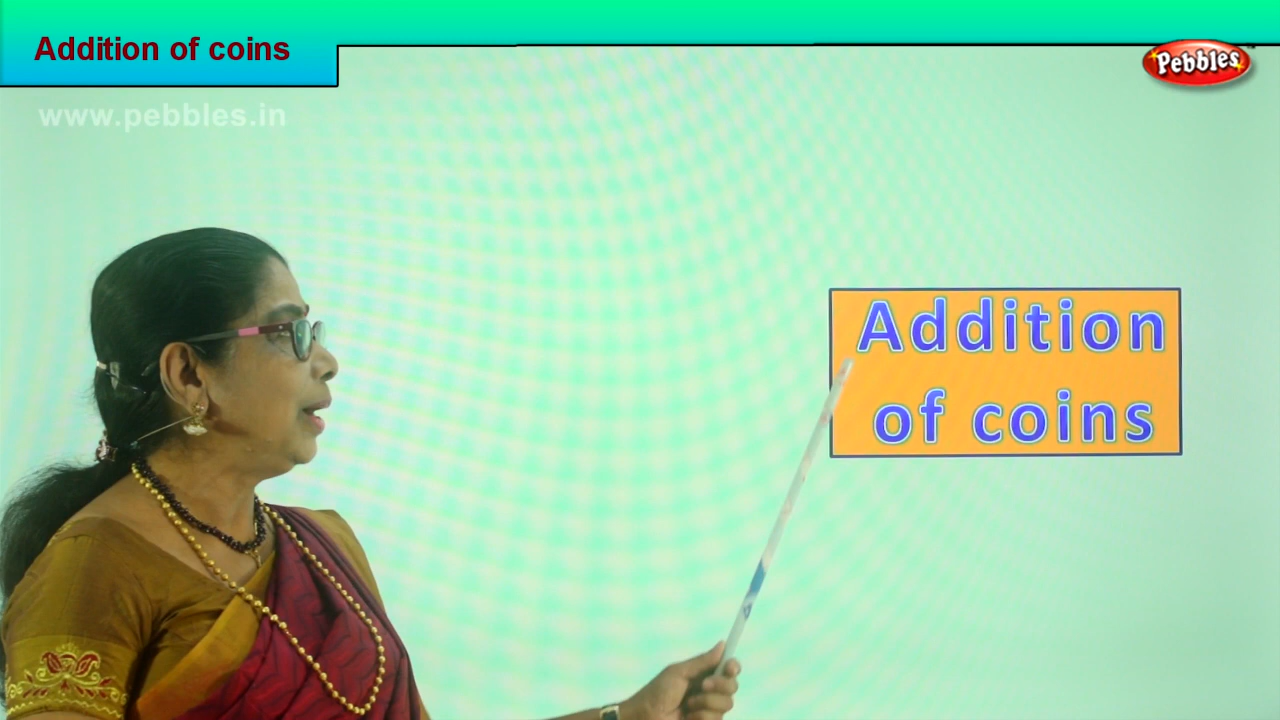 Addition of coins
Pebbles
www.pebbles.in
Addition
of coins